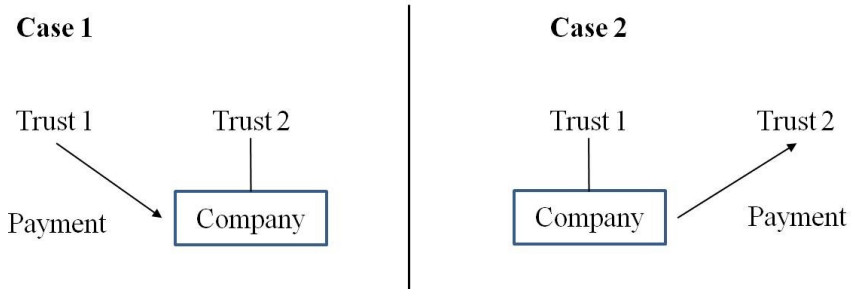 Case 1
Trust 1
Trust 2
Payment
Company
Case 2
Trust 1
Trust 2
Company
Payment